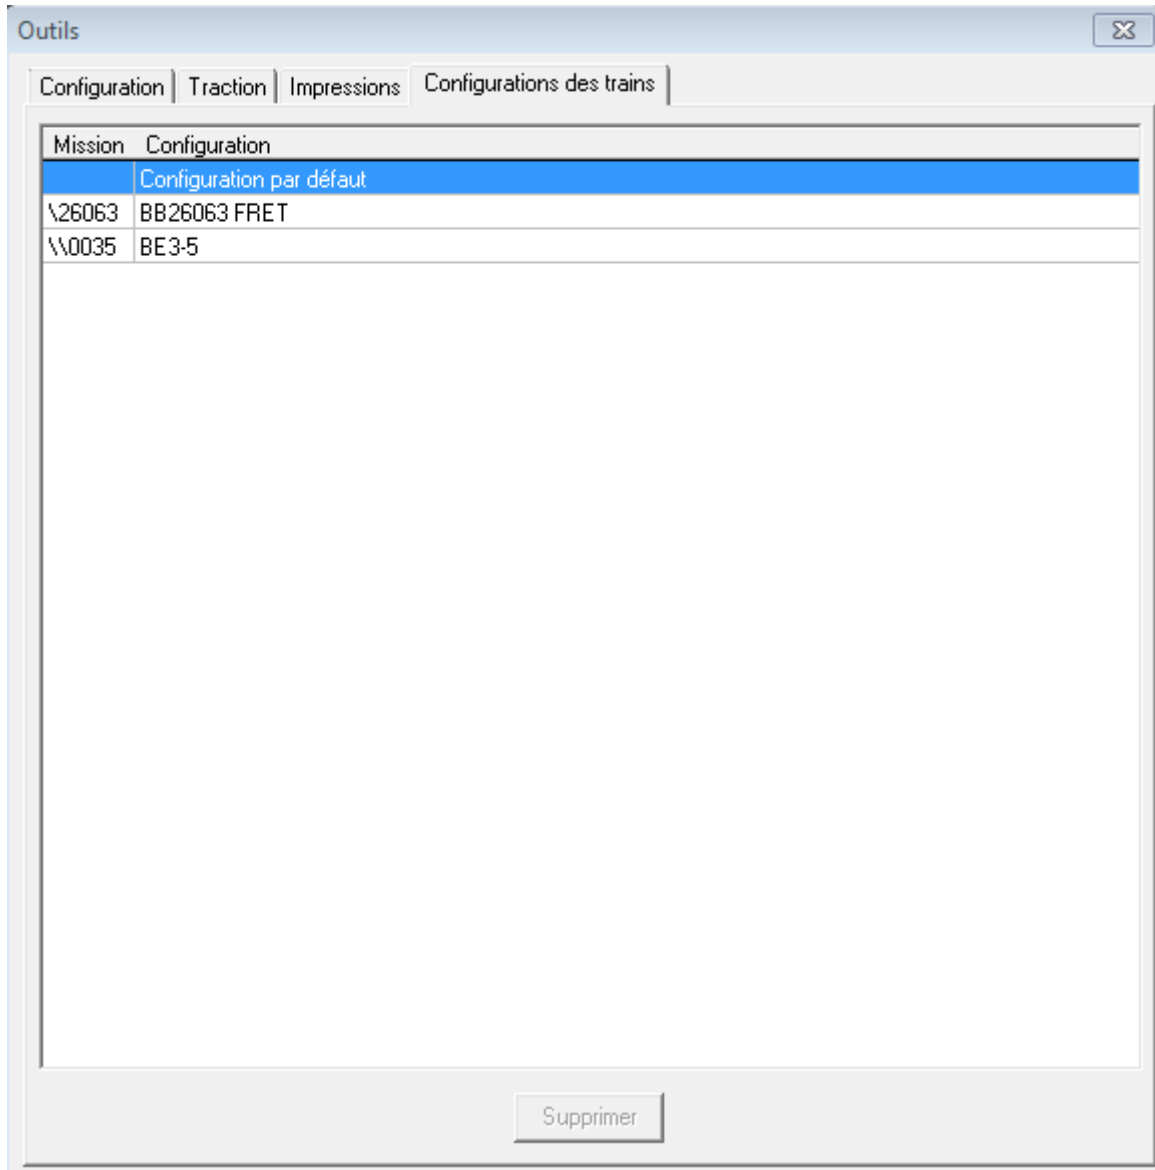 Outils
Configuration Traction Impressions Configurations des trains
Mission Configuration
Configuration par défaut
\26063 BB26063 FRET
\\0035 BE3-5
Supprimer